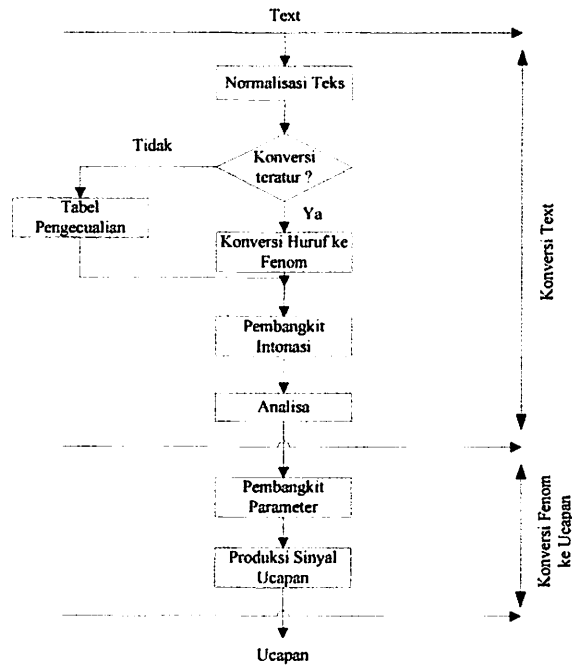 Text
Normalisasi Teks
Tidak
Konversi
teratur ?
Tabel
Pengecualian
Ya
Konversi Huruf ke
Fenom
Pembangkit
Intonasi
Analisa
Konversi Text
Pembangkit
Parameter
Produksi Sinyal
Ucapan
Konversi Fenom
ke Ucapan
Ucapan